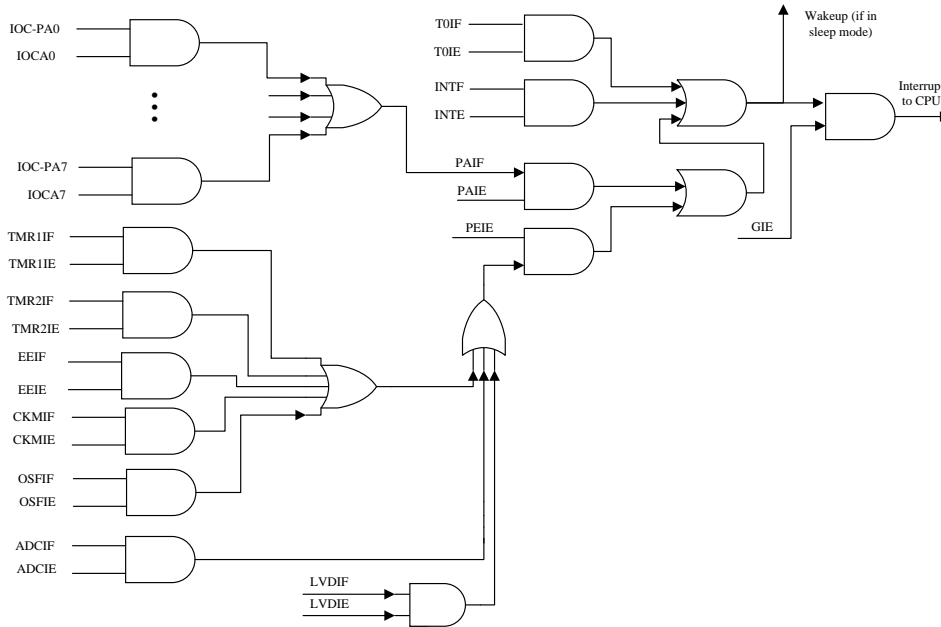 IOC-PA0
IOCA0
IOC-PA7
IOCA7
TMR1IF
TMR1IE
TMR2IF
TMR2IE
EEIF
EEIE
CKMIF
CKMIE
OSFIF
OSFIE
ADCIF
ADCIE
LVDIF
LVDIE
T0IF
T0IE
INTF
INTE
PAIF
PAIE
PEIE
GIE
Wakeup (if in
sleep mode)
Interrup
to CPU